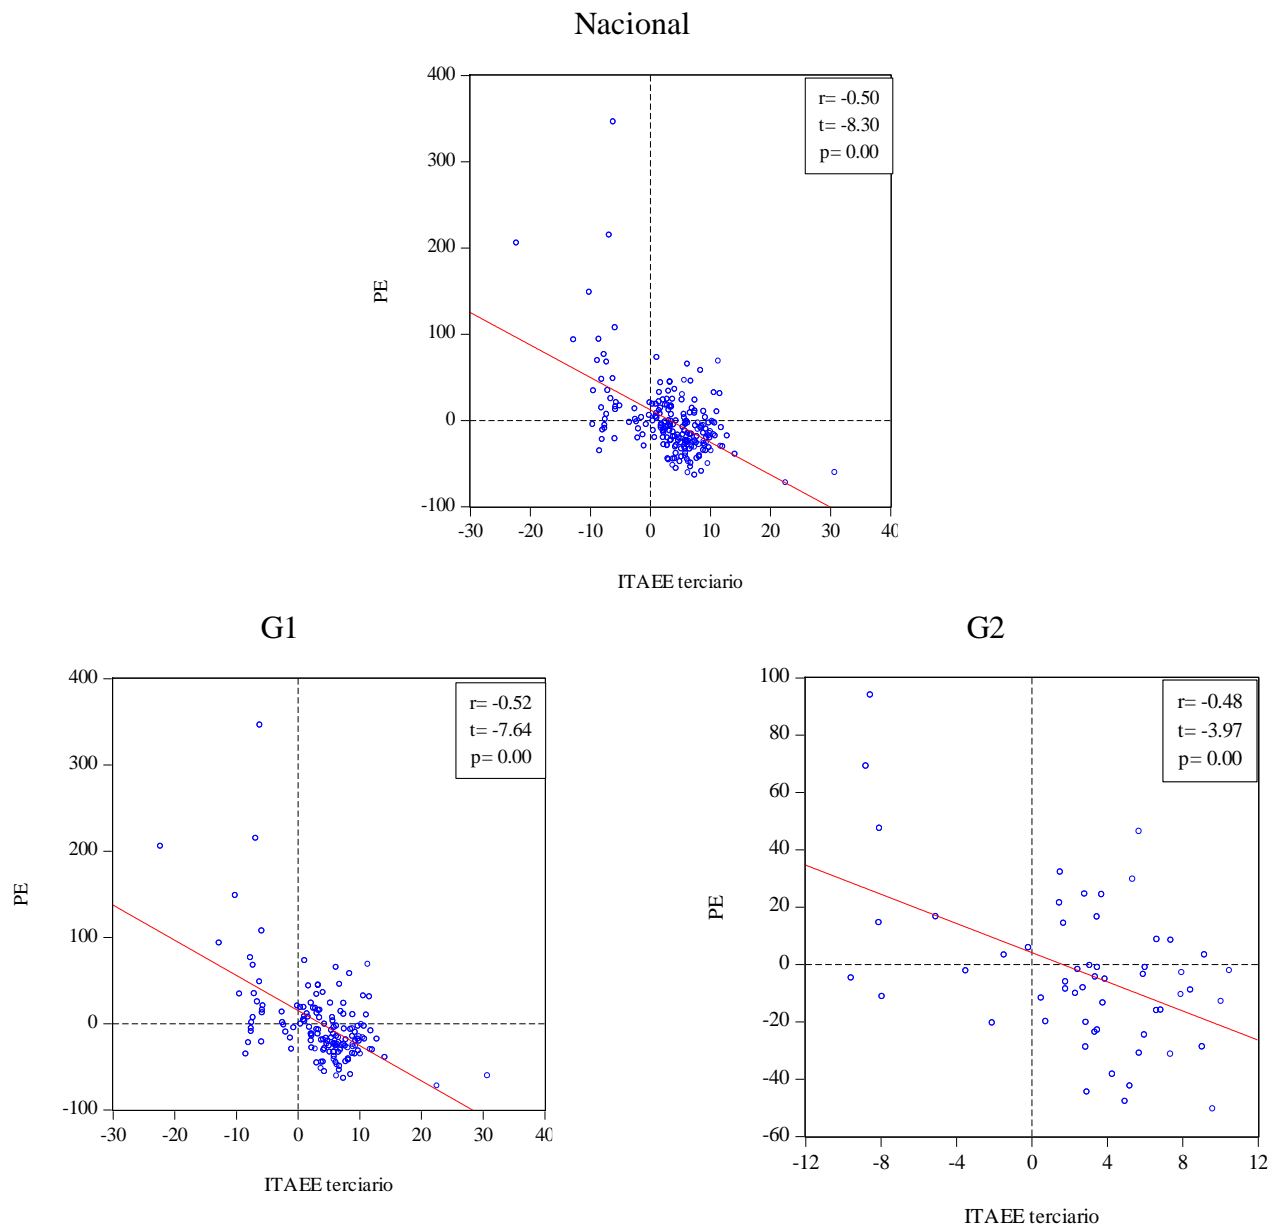 Nacional
400
300
200
100
0
-100
-30 -20 -10 0 10 20 30 40
PE
ITAEE terciario
r= -0.50
t= -8.30
p= 0.00
G1
400
300
200
100
0
-100
-30 -20 -10 0 10 20 30 40
PE
ITAEE terciario
r= -0.52
t= -7.64
p= 0.00
G2
100
80
60
40
20
0
-20
-40
-60
-12 -8 -4 0 4 8 12
PE
ITAEE terciario
r= -0.48
t= -3.97
p= 0.00